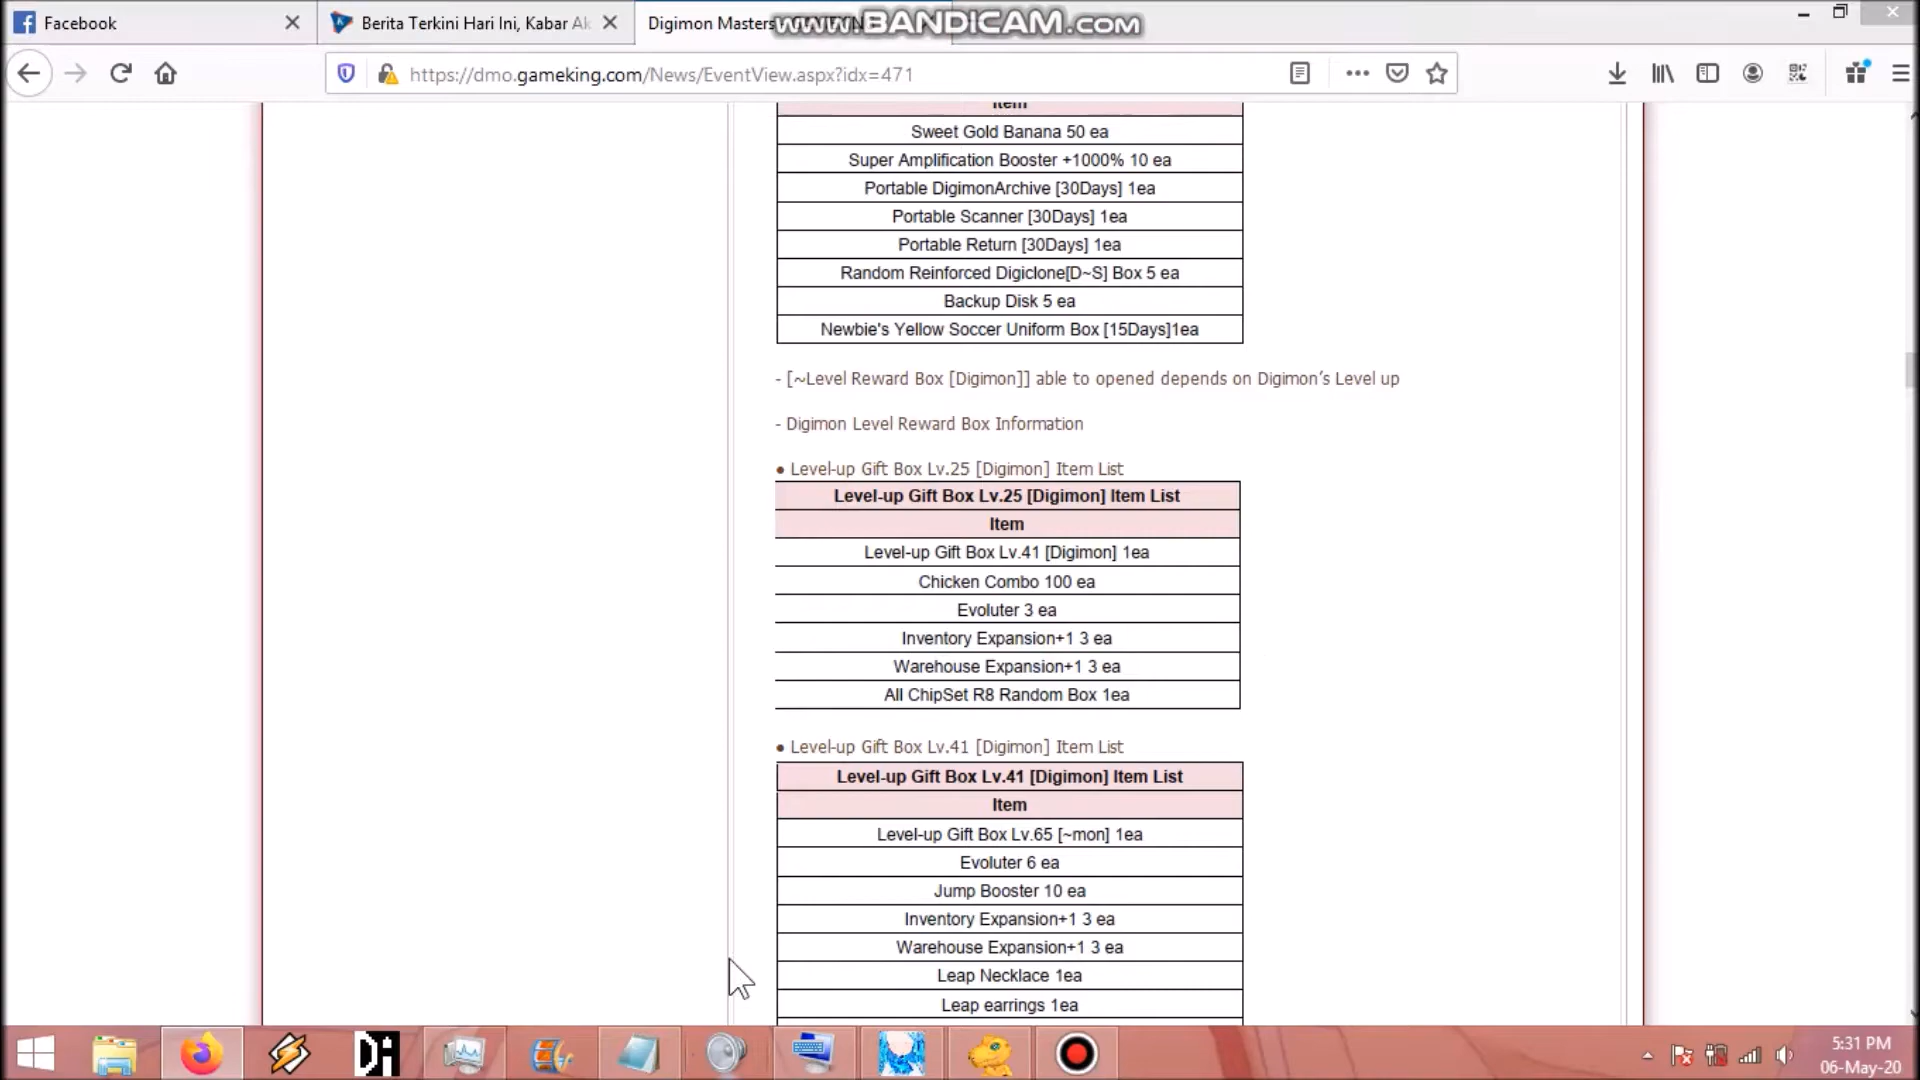 Facebook
Berita Terkini Hari Ini, Kabar Ak
Digimon Masters
www.BANDICAM.com
https://dmo.gameking.com/News/EventView.aspx?idx=471
Item
Sweet Gold Banana 50 ea
Super Amplification Booster +1000% 10 ea
Portable DigimonArchive [30Days] 1ea
Portable Scanner [30Days] 1ea
Portable Return [30Days] 1ea
Random Reinforced Digiclone[D~S] Box 5 ea
Backup Disk 5 ea
Newbie's Yellow Soccer Uniform Box [15Days]1ea
- [~Level Reward Box [Digimon]] able to opened depends on Digimon’s Level up
- Digimon Level Reward Box Information
● Level-up Gift Box Lv.25 [Digimon] Item List
Level-up Gift Box Lv.25 [Digimon] Item List
Item
Level-up Gift Box Lv.41 [Digimon] 1ea
Chicken Combo 100 ea
Evoluter 3 ea
Inventory Expansion+1 3 ea
Warehouse Expansion+1 3 ea
All ChipSet R8 Random Box 1ea
● Level-up Gift Box Lv.41 [Digimon] Item List
Level-up Gift Box Lv.41 [Digimon] Item List
Item
Level-up Gift Box Lv.65 [~mon] 1ea
Evoluter 6 ea
Jump Booster 10 ea
Inventory Expansion+1 3 ea
Warehouse Expansion+1 3 ea
Leap Necklace 1ea
Leap earrings 1ea
5:31 PM
06-May-20